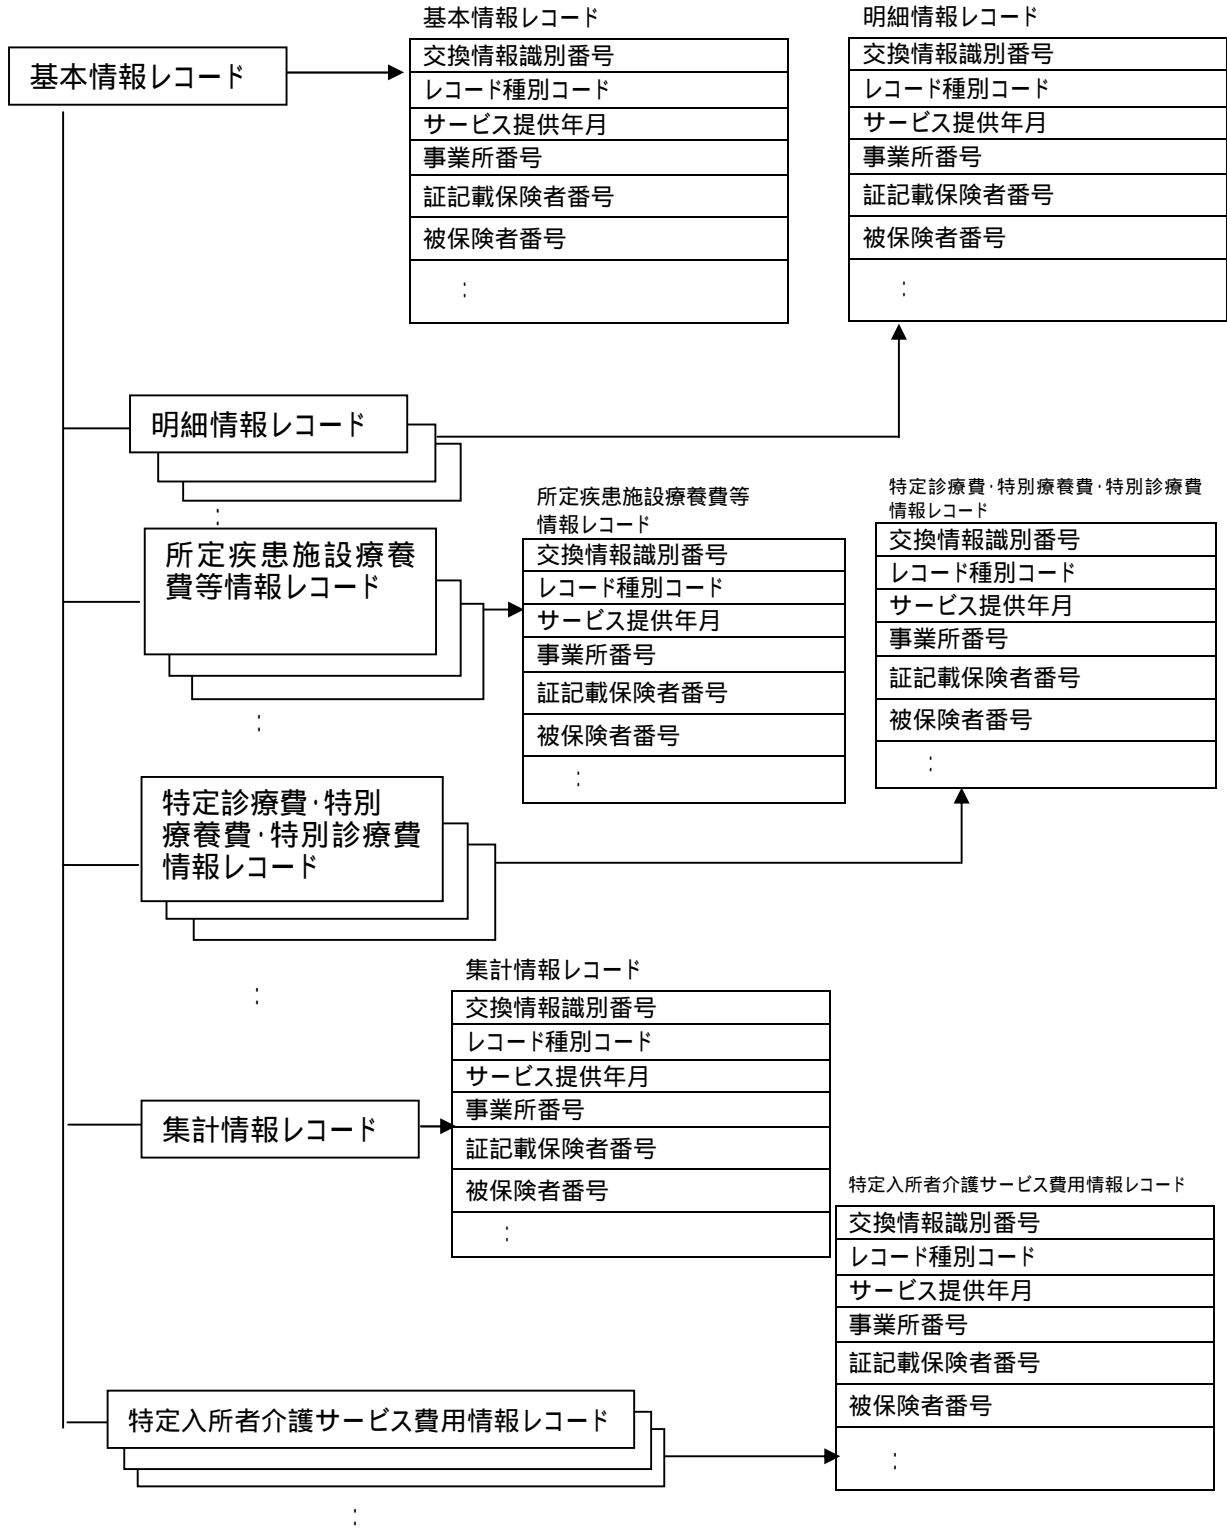 基本情報レコード
基本情報レコード
交換情報識別番号
レコード種別コード
サービス提供年月
事業所番号
証記載保険者番号
被保険者番号
:
明細情報レコード
交換情報識別番号
レコード種別コード
サービス提供年月
事業所番号
証記載保険者番号
被保険者番号
:
明細情報レコード
:
所定疾患施設療養
費等情報レコード
:
所定疾患施設療養費等
情報レコード
交換情報識別番号
レコード種別コード
サービス提供年月
事業所番号
証記載保険者番号
被保険者番号
:
特定診療費・特別療養費・特別診療費
情報レコード
交換情報識別番号
レコード種別コード
サービス提供年月
事業所番号
証記載保険者番号
被保険者番号
:
特定診療費・特別
療養費・特別診療費
情報レコード
:
集計情報レコード
集計情報レコード
交換情報識別番号
レコード種別コード
サービス提供年月
事業所番号
証記載保険者番号
被保険者番号
:
特定入所者介護サービス費用情報レコード
交換情報識別番号
レコード種別コード
サービス提供年月
事業所番号
証記載保険者番号
被保険者番号
:
特定入所者介護サービス費用情報レコード
: